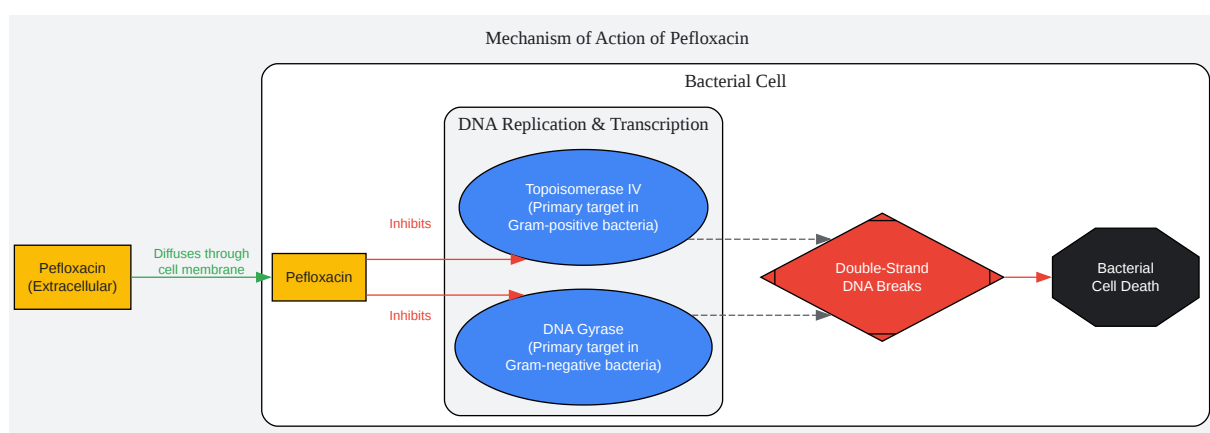 Mechanism of Action of Pefloxacin
Bacterial Cell
DNA Replication & Transcription
Pefloxacin
(Extracellular)
Diffuses through
cell membrane
Pefloxacin
Inhibits
Inhibits
Topoisomerase IV
(Primary target in
Gram-positive bacteria)
DNA Gyrase
(Primary target in
Gram-negative bacteria)
Double-Strand
DNA Breaks
Bacterial
Cell Death